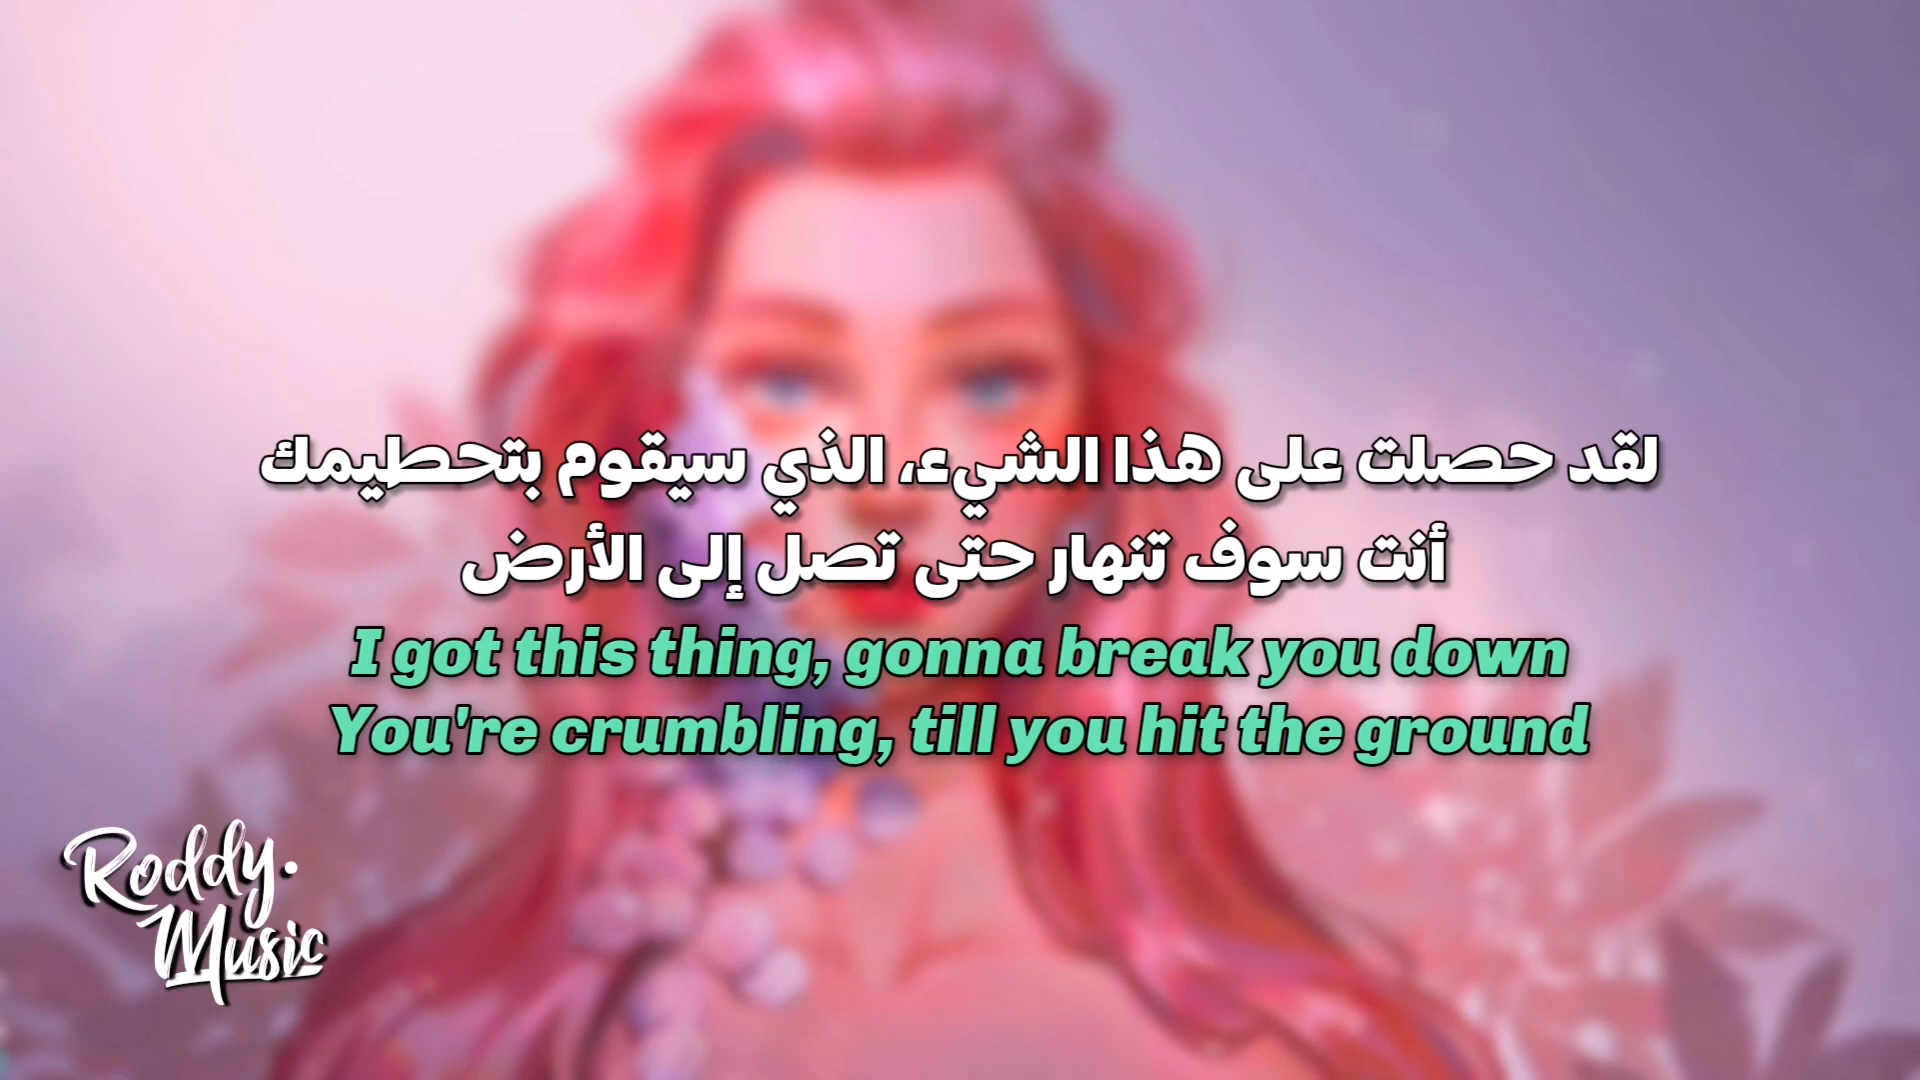 لقد حصلت على هذا الشيء، الذي سيقوم بتحطيمك
أنت سوف تنهار حتى تصل إلى الأرض
I got this thing, gonna break you down
You're crumbling, till you hit the ground
Roddy.
Music